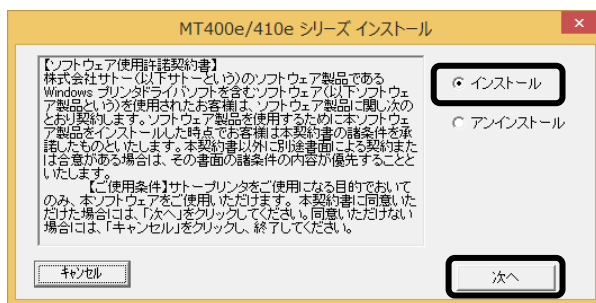 MT400e/410e シリーズ インストール
【ソフトウェア使用許諾契約書】
株式会社サトー(以下サトーという)のソフトウェア製品である
Windows プリンタドライバソフトを含むソフトウェア(以下ソフトウェ
ア製品という)を使用されたお客様は、ソフトウェア製品に関し次の
とおり契約します。ソフトウェア製品を使用するために本ソフトウェ
ア製品をインストールした時点でお客様は本契約書の諸条件を承
諾したものといたします。本契約書以外に別途書面による契約また
は合意がある場合は、その書面の諸条件の内容が優先することと
いたします。
【ご使用条件】サトープリンタをご使用になる目的でおいて
のみ、本ソフトウェアをご使用いただけます。 本契約書に同意いた
だけた場合には、「次へ」をクリックしてください。同意いただけない
場合には、「キャンセル」をクリックし、終了してください。
インストール
アンインストール
キャンセル
次へ